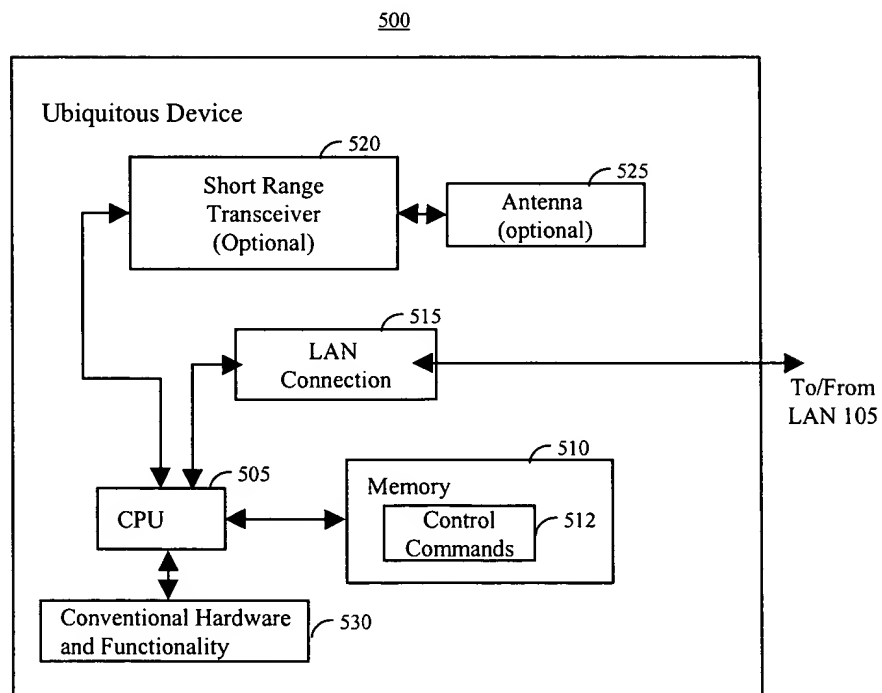 500
Ubiquitous Device
520
Short Range
Transceiver
(Optional)
525
Antenna
(optional)
515
LAN
Connection
To/From
LAN 105
505
CPU
510
Memory
Control
Commands
512
Conventional Hardware
and Functionality
530